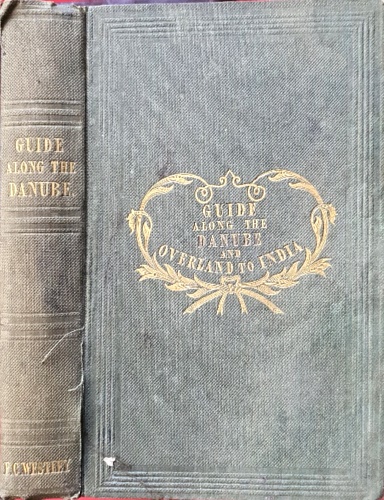 GUIDE
ALONG THE
DANUBE.
F.C. WESTLEY
GUIDE
ALONG THE
DANUBE
AND
OVERLAND TO INDIA